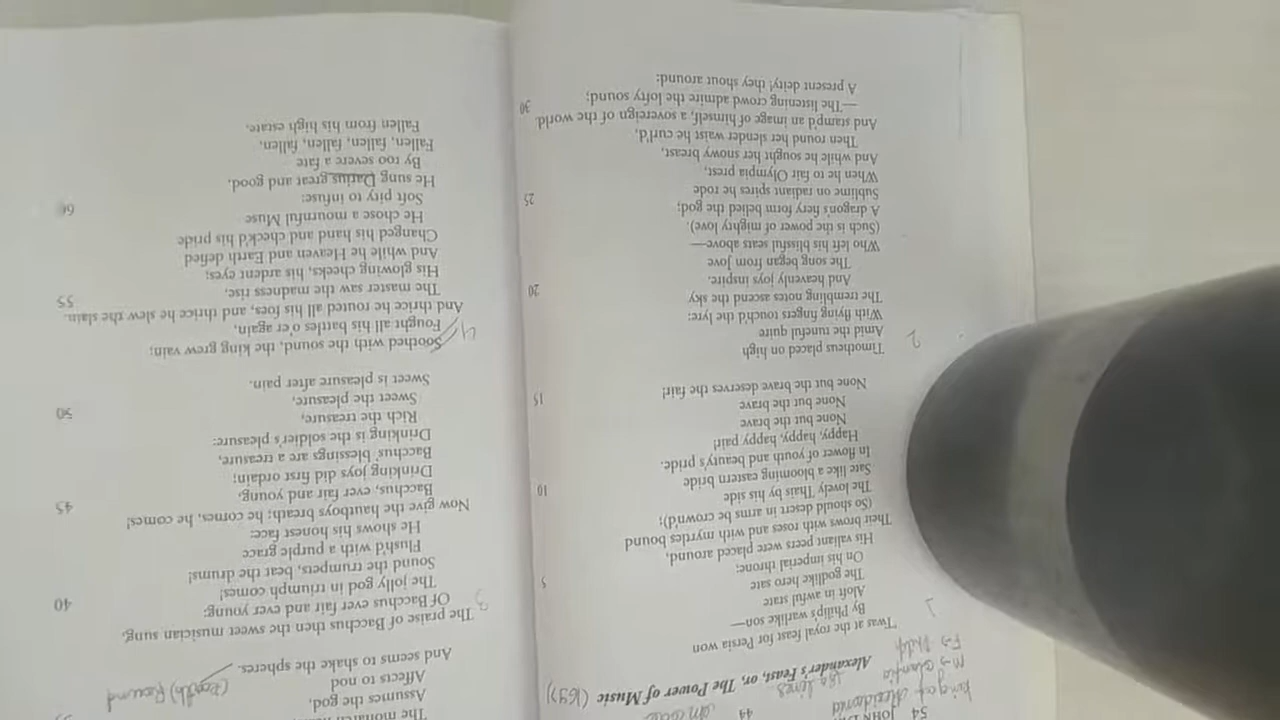 54 JOHN
King of Macedonia
F→ Philip
Alexander's Feast, or, The Power of Music (1697)
180 lines
1
'Twas at the royal feast for Persia won
By Philip's warlike son—
Aloft in awful state
The godlike hero sate
On his imperial throne; 5
His valiant peers were placed around,
Their brows with roses and with myrtles bound
(So should desert in arms be crown'd);
The lovely Thais by his side
Sate like a blooming eastern bride 10
In flower of youth and beauty's pride.
Happy, happy, happy pair!
None but the brave
None but the brave
None but the brave deserves the fair! 15
2
Timotheus placed on high
Amid the tuneful quire
With flying fingers touch'd the lyre:
The trembling notes ascend the sky
And heavenly joys inspire. 20
The song began from Jove
Who left his blissful seats above—
(Such is the power of mighty love).
A dragon's fiery form belied the god;
Sublime on radiant spires he rode 25
When he to fair Olympia prest,
And while he sought her snowy breast,
Then round her slender waist he curl'd,
And stamp'd an image of himself, a sovereign of the world.
—The listening crowd admire the lofty sound; 30
A present deity! they shout around:
The monarch
Assumes the god,
Affects to nod
And seems to shake the spheres.
(Earth) Round
3
The praise of Bacchus then the sweet musician sung,
Of Bacchus ever fair and ever young:
The jolly god in triumph comes! 40
Sound the trumpets, beat the drums!
Flush'd with a purple grace
He shows his honest face:
Now give the hautboys breath; he comes, he comes!
Bacchus, ever fair and young, 45
Drinking joys did first ordain;
Bacchus' blessings are a treasure,
Drinking is the soldier's pleasure:
Rich the treasure,
Sweet the pleasure, 50
Sweet is pleasure after pain.
4
Soothed with the sound, the king grew vain;
Fought all his battles o'er again,
And thrice he routed all his foes, and thrice he slew the slain.
The master saw the madness rise, 55
His glowing cheeks, his ardent eyes;
And while he Heaven and Earth defied
Changed his hand and check'd his pride
He chose a mournful Muse
Soft pity to infuse: 60
He sung Darius great and good.
By too severe a fate
Fallen, fallen, fallen, fallen,
Fallen from his high estate,